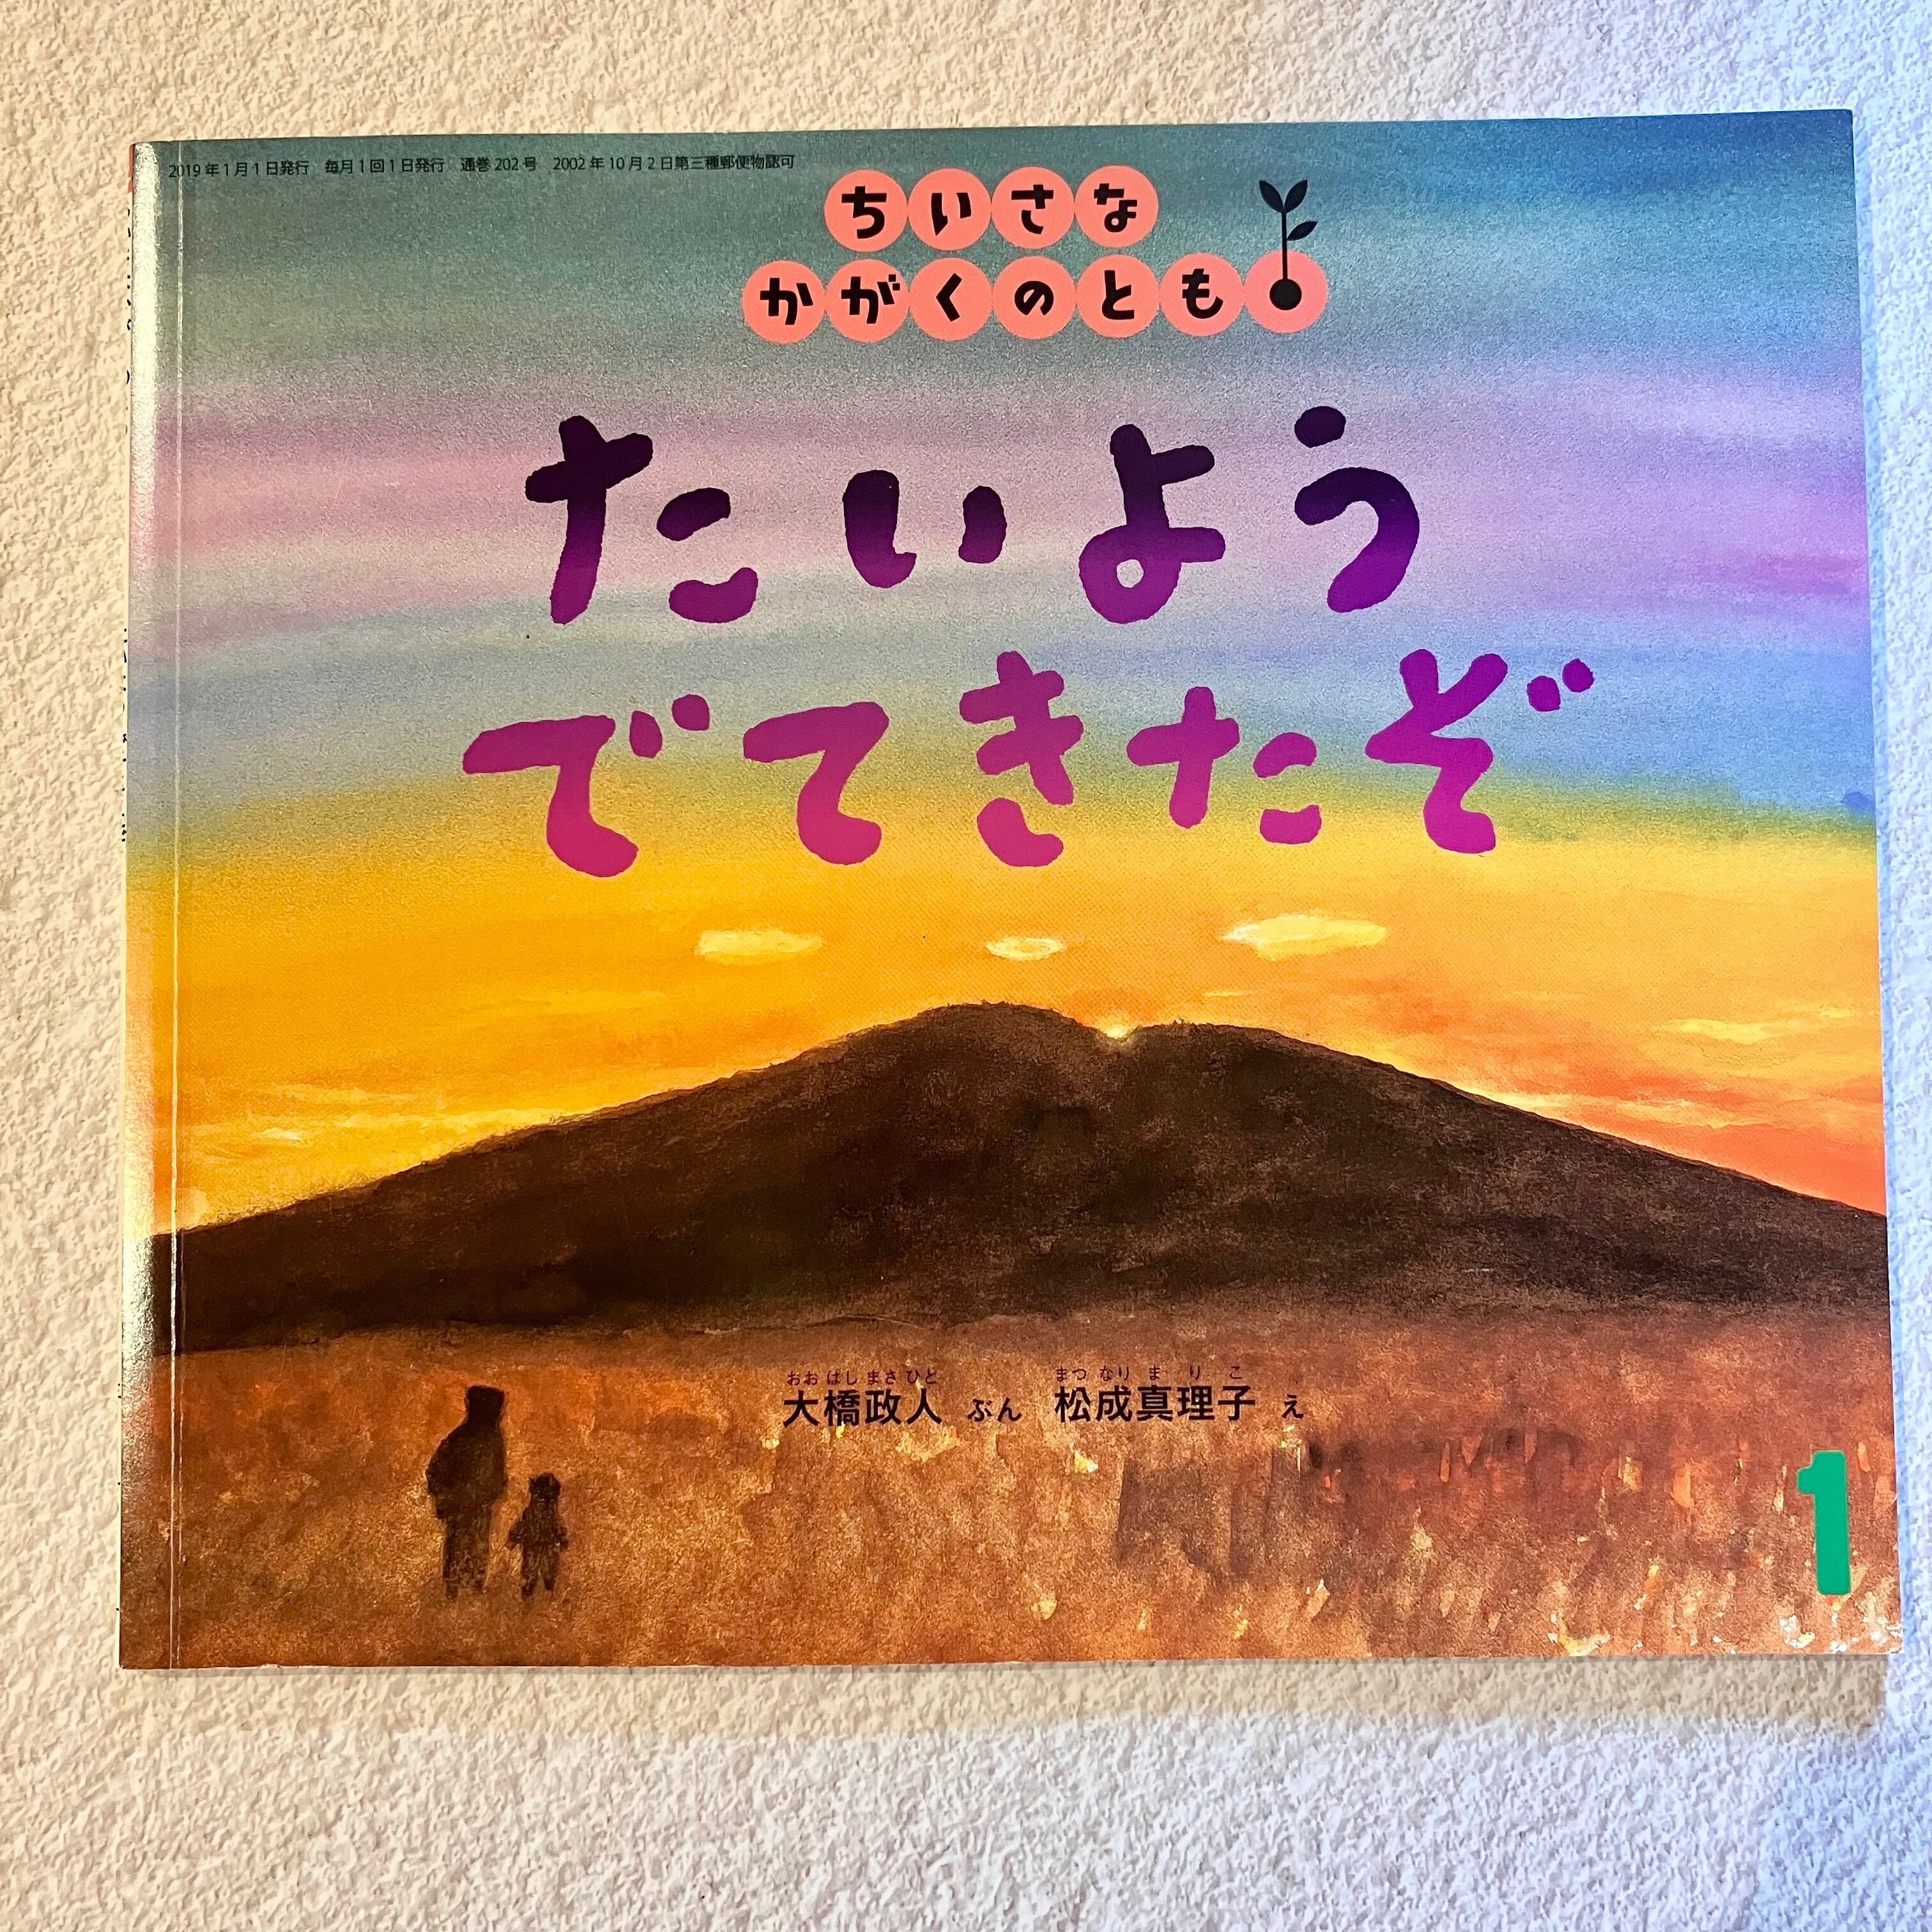 2019年1月1日発行　毎月1回1日発行　通巻202号　2002年10月2日第三種郵便物認可
ちいさな
かがくのとも
たいよう
でてきたぞ
おおはしまさひと　まつなりまりこ
大橋政人 ぶん　松成真理子 え
1